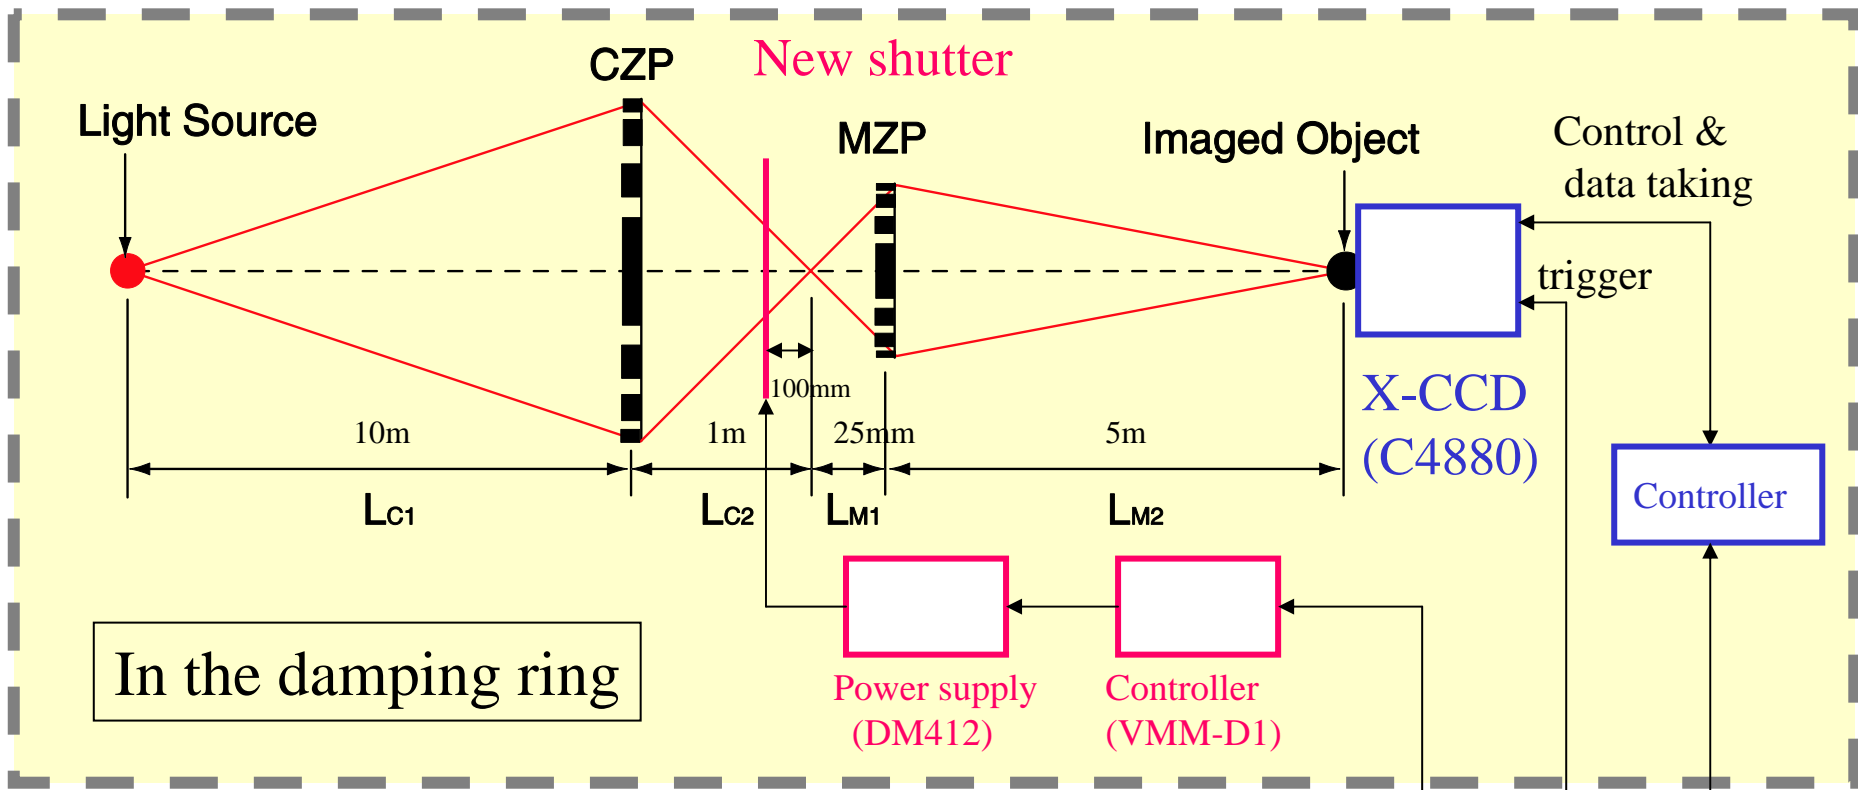 New shutter
CZP
Light Source
MZP
Imaged Object
Control &
data taking
trigger
100mm
X-CCD
(C4880)
10m
1m
25mm
5m
LC1
LC2
LM1
LM2
Controller
In the damping ring
Power supply
(DM412)
Controller
(VMM-D1)